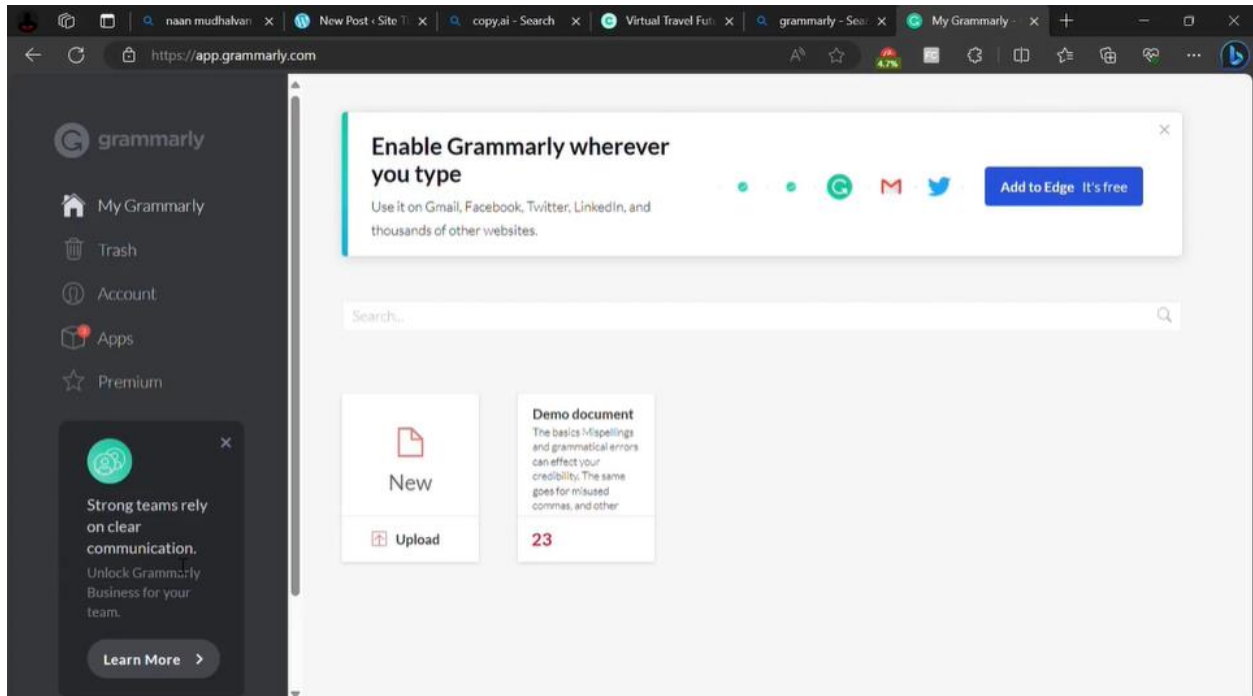 naan mudhalvan
New Post ‹ Site Ti
copy,ai - Search
Virtual Travel Futu
grammarly - Sear
My Grammarly -
https://app.grammarly.com
4.7%
grammarly
My Grammarly
Trash
Account
3
Apps
Premium
Strong teams rely
on clear
communication.
Unlock Grammarly
Business for your
team.
Learn More
Enable Grammarly wherever
you type
Use it on Gmail, Facebook, Twitter, LinkedIn, and
thousands of other websites.
Add to Edge It's free
Search...
New
Upload
Demo document
The basics Mispellings
and grammatical errors
can effect your
credibility. The same
goes for misused
commas, and other
23